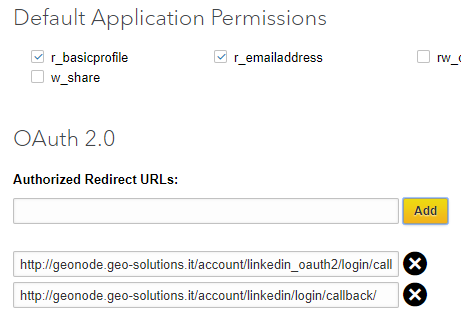 Default Application Permissions
r_basicprofile r_emailaddress rw_
w_share
OAuth 2.0
Authorized Redirect URLs:
Add
http://geonode.geo-solutions.it/account/linkedin_oauth2/login/call
http://geonode.geo-solutions.it/account/linkedin/login/callback/